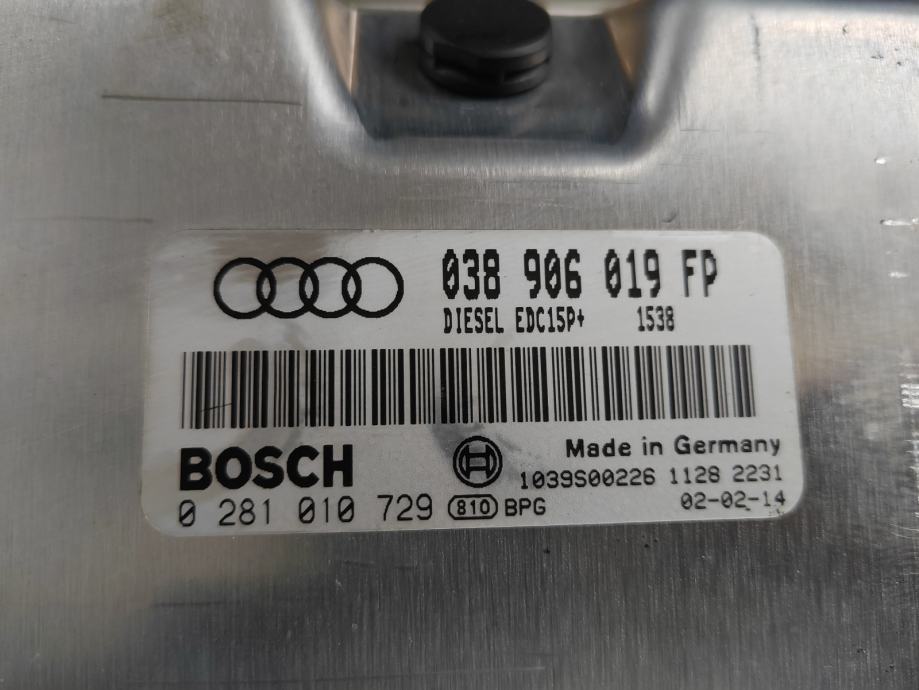 038 906 019 FP
DIESEL EDC15P+ 1538
BOSCH
Made in Germany
1039S00226 1128 2231
0 281 010 729 810 BPG 02-02-14